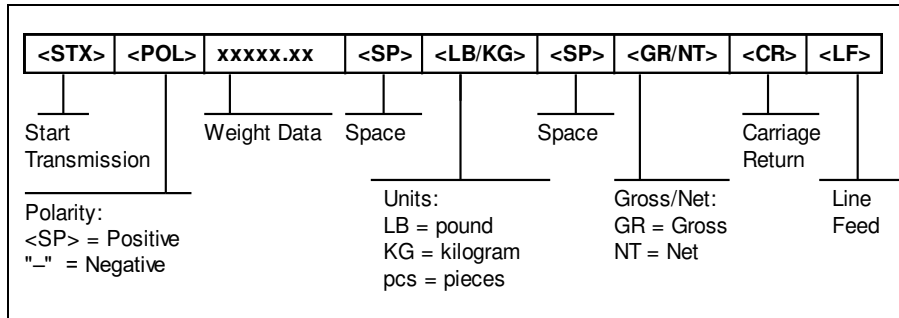 <STX> <POL> xxxxx.xx <SP> <LB/KG> <SP> <GR/NT> <CR> <LF>
Start
Transmission
Weight Data
Space
Space
Carriage
Return
Polarity:
<SP> = Positive
"–" = Negative
Units:
LB = pound
KG = kilogram
pcs = pieces
Gross/Net:
GR = Gross
NT = Net
Line
Feed